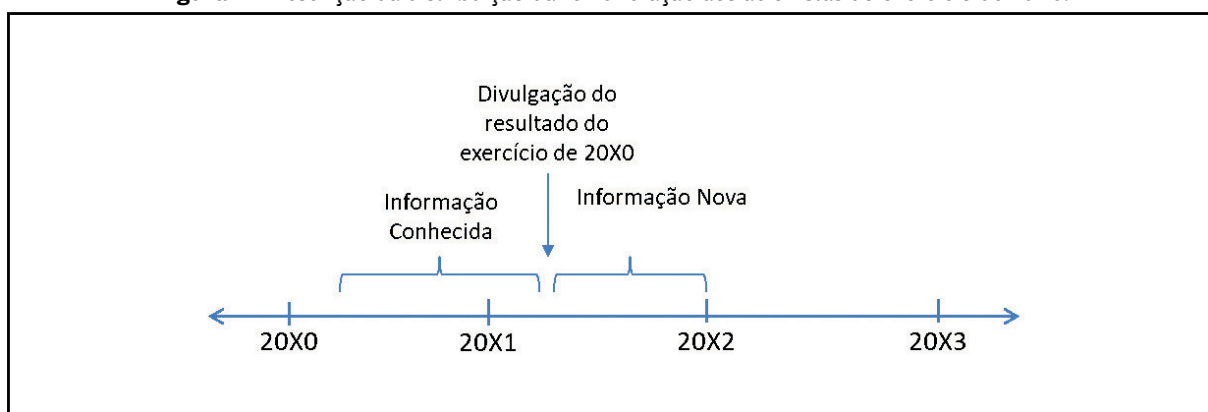 Divulgação do
resultado do
exercício de 20X0
Informação
Conhecida
Informação Nova
20X0
20X1
20X2
20X3